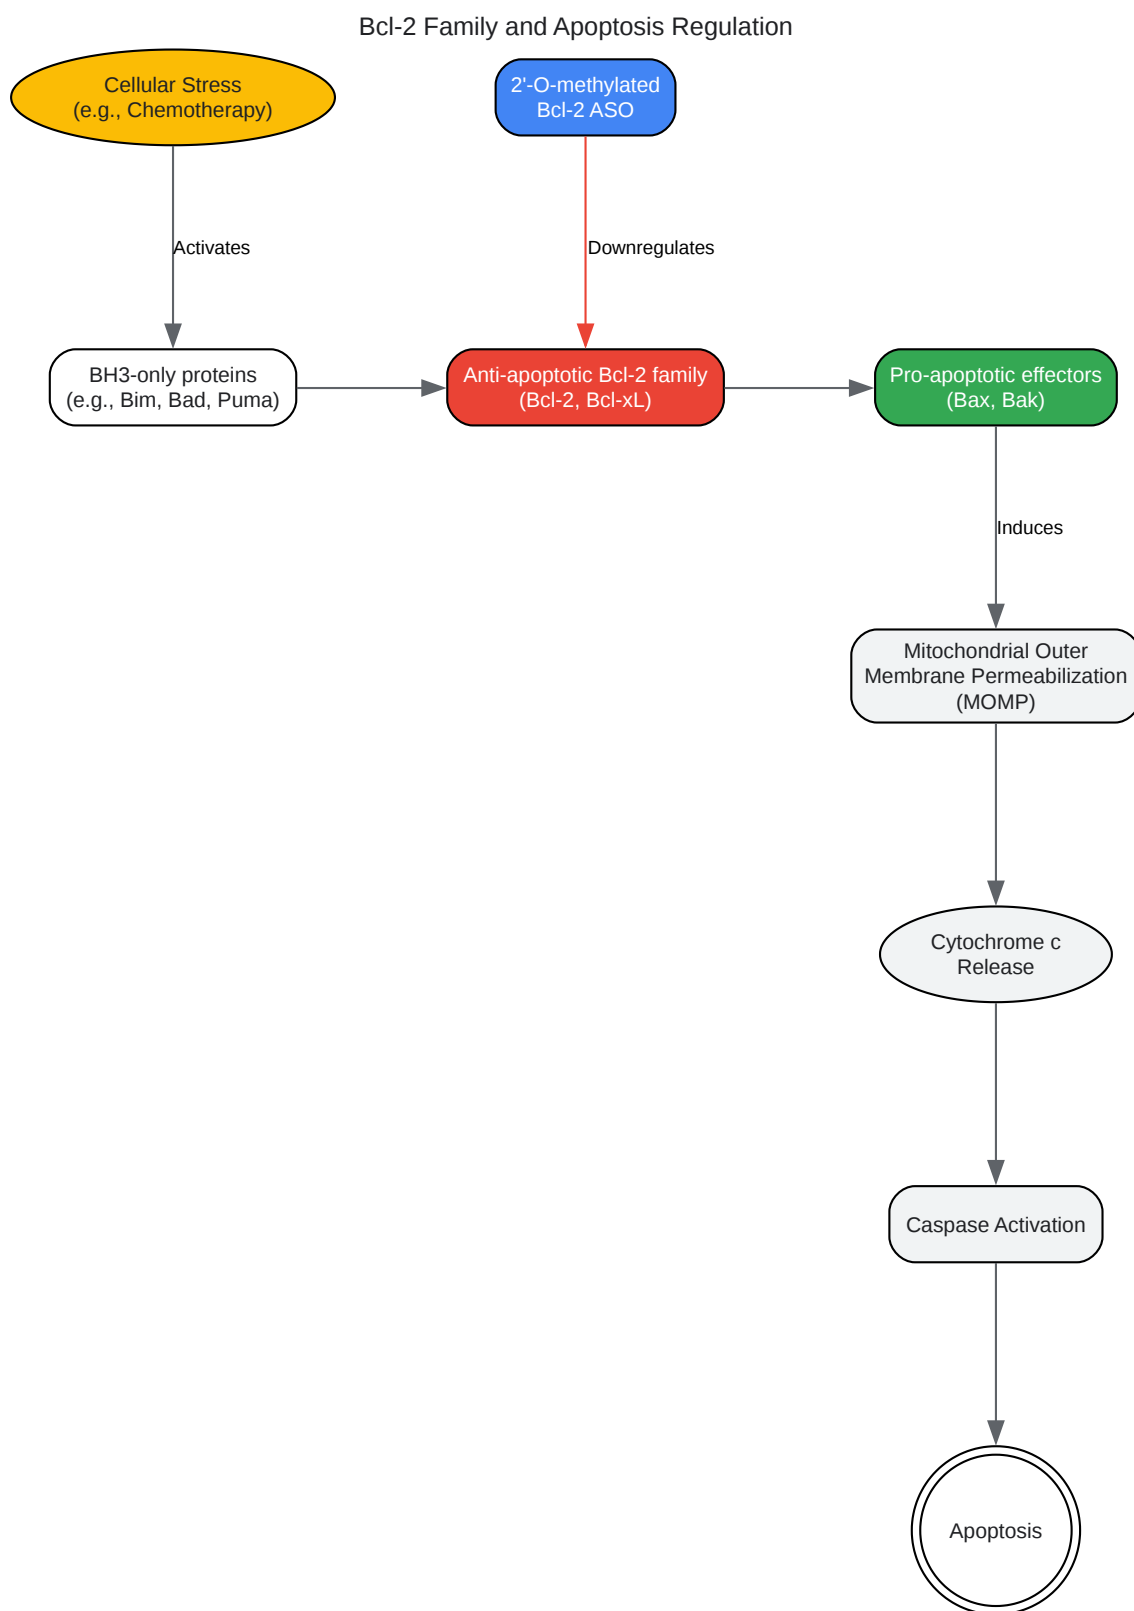 Bcl-2 Family and Apoptosis Regulation
Cellular Stress
(e.g., Chemotherapy)
2'-O-methylated
Bcl-2 ASO
Activates
Downregulates
BH3-only proteins
(e.g., Bim, Bad, Puma)
Anti-apoptotic Bcl-2 family
(Bcl-2, Bcl-xL)
Pro-apoptotic effectors
(Bax, Bak)
Induces
Mitochondrial Outer
Membrane Permeabilization
(MOMP)
Cytochrome c
Release
Caspase Activation
Apoptosis